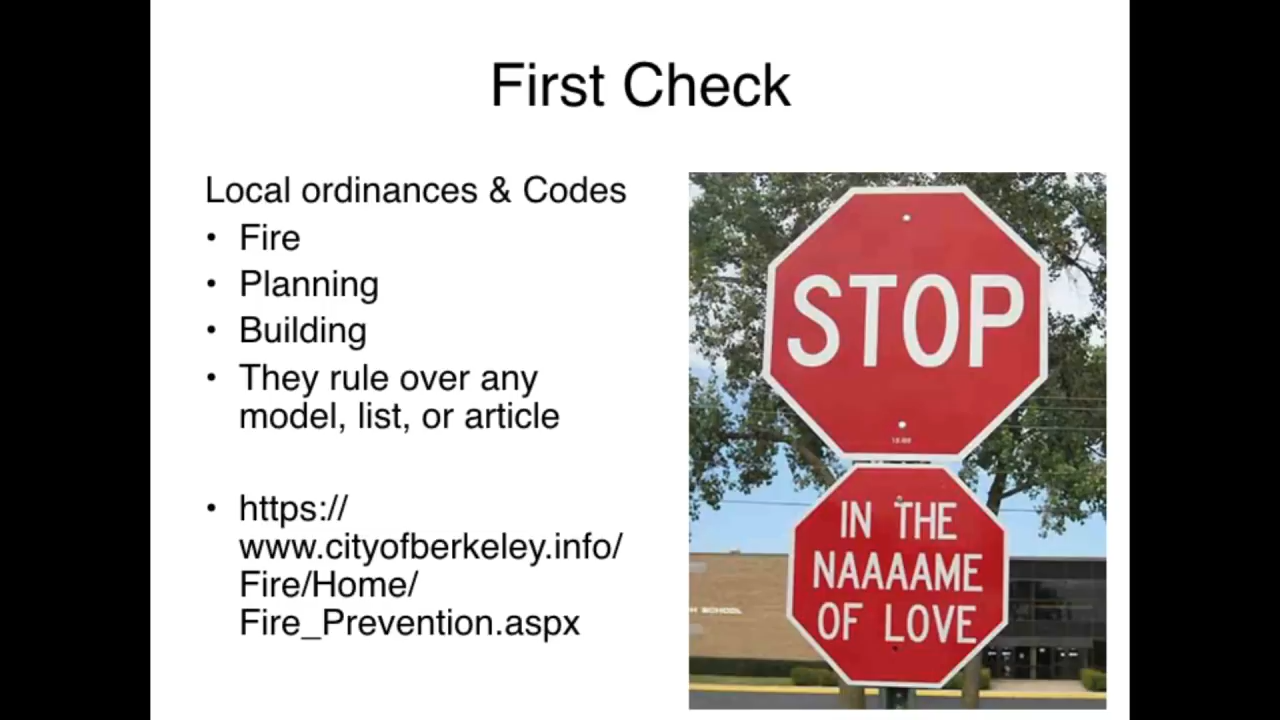 First Check
Local ordinances & Codes
• Fire
• Planning
• Building
• They rule over any
model, list, or article
• https://
www.cityofberkeley.info/
Fire/Home/
Fire_Prevention.aspx
STOP
IN THE
NAAAAME
OF LOVE
SCHOOL